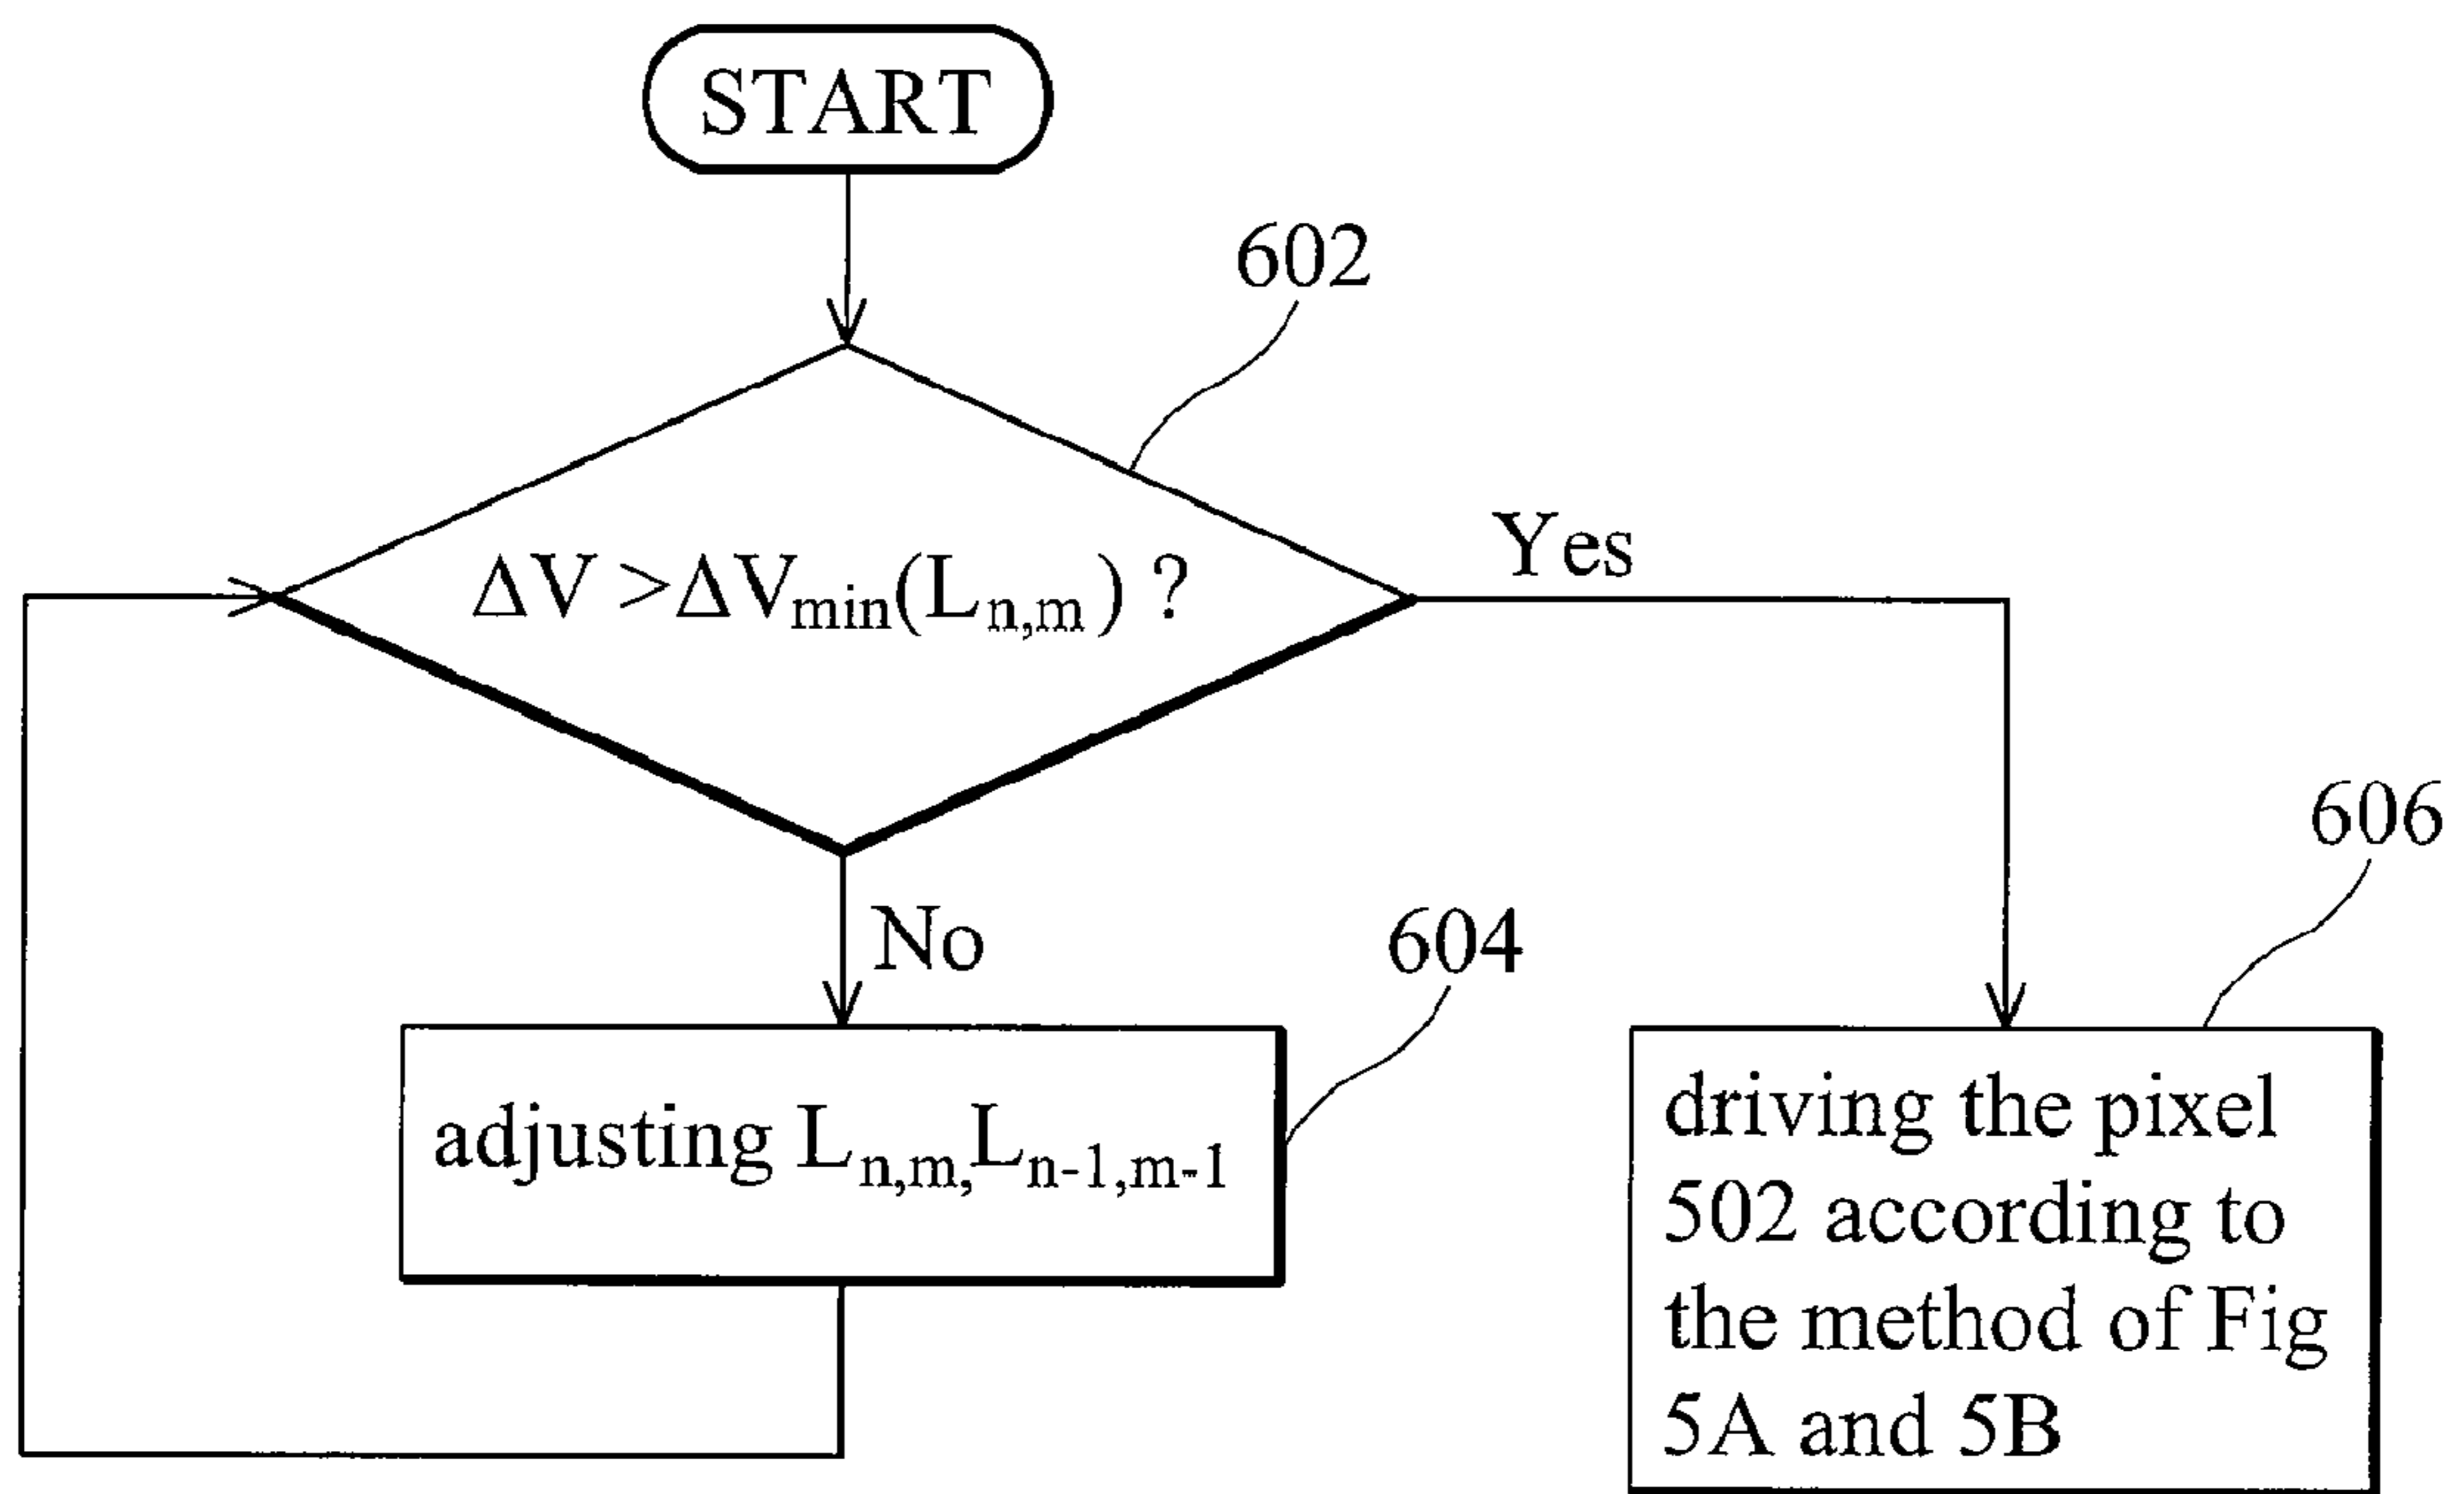 START
602
ΔV >ΔVmin(Ln,m) ?
Yes
No
604
606
adjusting Ln,m,Ln-1,m-1
driving the pixel
502 according to
the method of Fig
5A and 5B